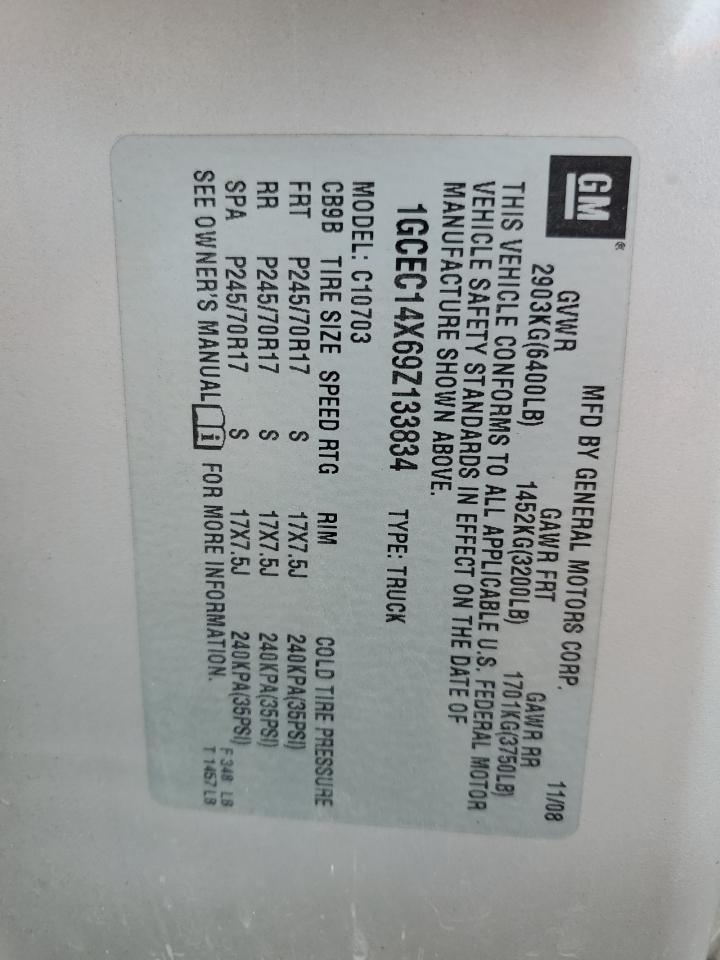 GM®
MFD BY GENERAL MOTORS CORP. 11/08
GVWR GAWR FRT GAWR RR
2903KG(6400LB) 1452KG(3200LB) 1701KG(3750LB)
THIS VEHICLE CONFORMS TO ALL APPLICABLE U.S. FEDERAL MOTOR
VEHICLE SAFETY STANDARDS IN EFFECT ON THE DATE OF
MANUFACTURE SHOWN ABOVE.
1GCEC14X69Z133834 TYPE: TRUCK
MODEL: C10703
CB9B TIRE SIZE SPEED RTG RIM COLD TIRE PRESSURE
FRT P245/70R17 S 17X7.5J 240KPA(35PSI)
RR P245/70R17 S 17X7.5J 240KPA(35PSI)
SPA P245/70R17 S 17X7.5J 240KPA(35PSI)
SEE OWNER'S MANUAL i FOR MORE INFORMATION.
F 348 LB
T 1457 LB